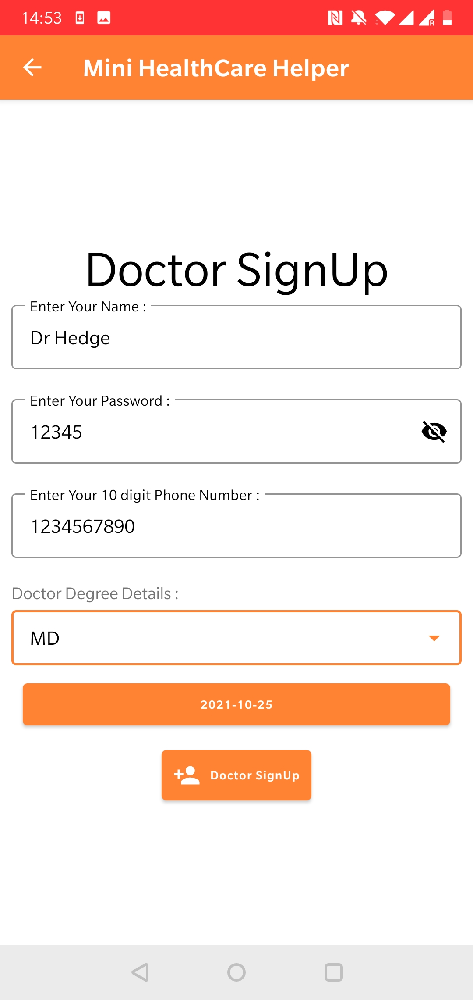 14:53
R
Mini HealthCare Helper
Doctor SignUp
Enter Your Name :
Dr Hedge
Enter Your Password :
12345
Enter Your 10 digit Phone Number :
1234567890
Doctor Degree Details :
MD
2021-10-25
Doctor SignUp